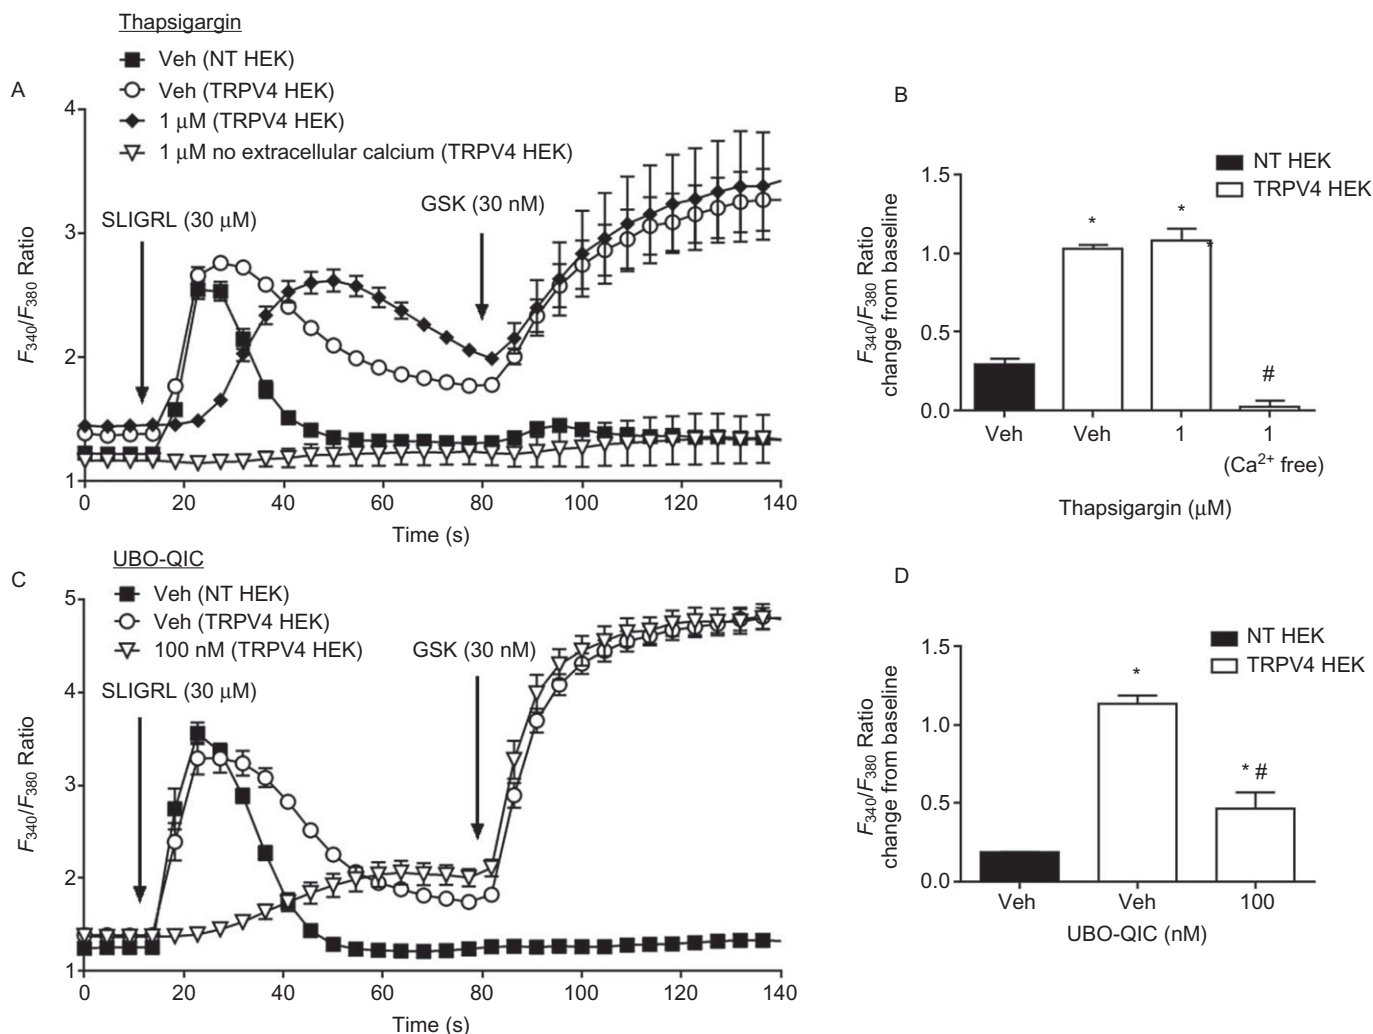 Thapsigargin
Veh (NT HEK)
Veh (TRPV4 HEK)
1 μM (TRPV4 HEK)
1 μM no extracellular calcium (TRPV4 HEK)
A
SLIGRL (30 μM)
GSK (30 nM)
F340/F380 Ratio
4
3
2
1
0 20 40 60 80 100 120 140
Time (s)
B
NT HEK
TRPV4 HEK
F340/F380 Ratio
change from baseline
1.5
1.0
0.5
0.0
* * *
#
Veh Veh 1 1
(Ca2+ free)
Thapsigargin (μM)
UBO-QIC
C
Veh (NT HEK)
Veh (TRPV4 HEK)
100 nM (TRPV4 HEK)
SLIGRL (30 μM)
GSK (30 nM)
F340/F380 Ratio
5
4
3
2
1
0 20 40 60 80 100 120 140
Time (s)
D
NT HEK
TRPV4 HEK
F340/F380 Ratio
change from baseline
1.5
1.0
0.5
0.0
*
* #
Veh Veh 100
UBO-QIC (nM)